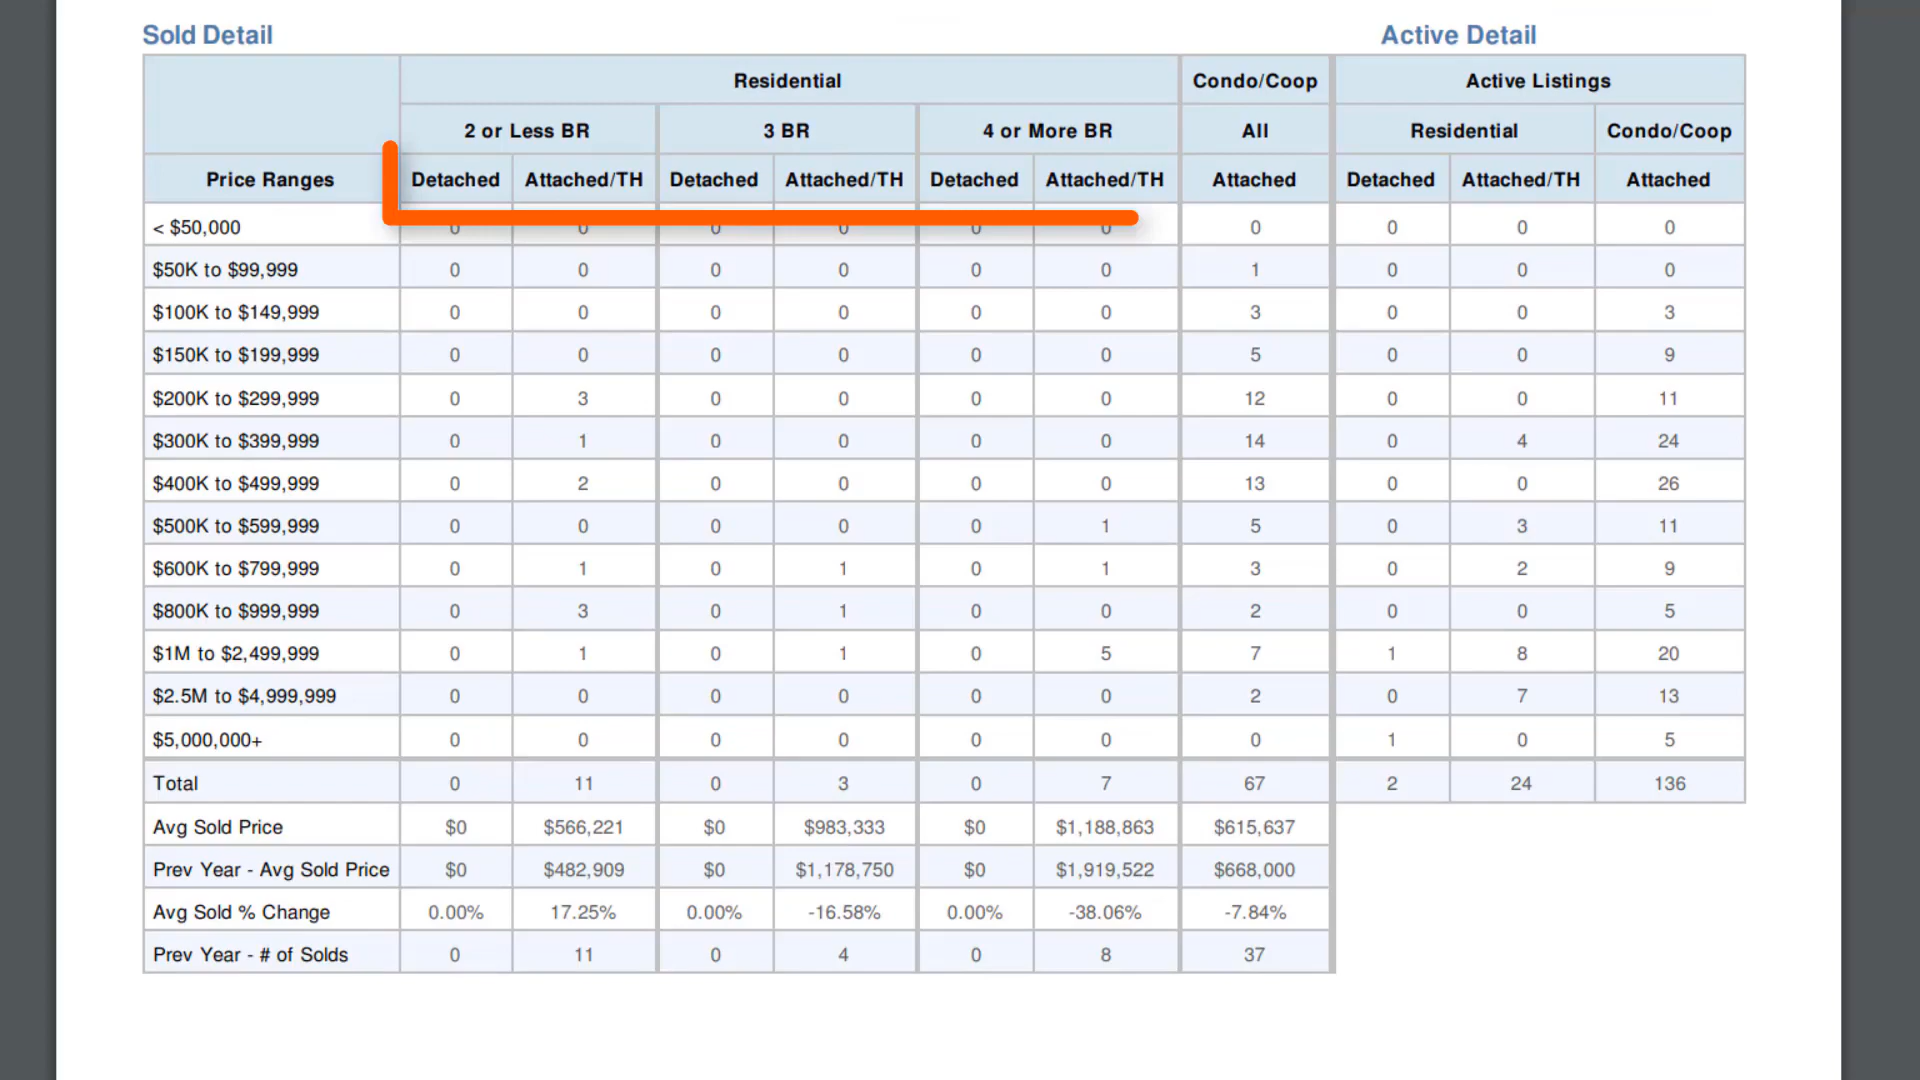 Sold Detail Active Detail
Residential Condo/Coop Active Listings
2 or Less BR 3 BR 4 or More BR All Residential Condo/Coop
Price Ranges Detached Attached/TH Detached Attached/TH Detached Attached/TH Attached Detached Attached/TH Attached
< $50,000 0 0 0 0 0 0 0 0 0 0
$50K to $99,999 0 0 0 0 0 0 1 0 0 0
$100K to $149,999 0 0 0 0 0 0 3 0 0 3
$150K to $199,999 0 0 0 0 0 0 5 0 0 9
$200K to $299,999 0 3 0 0 0 0 12 0 0 11
$300K to $399,999 0 1 0 0 0 0 14 0 4 24
$400K to $499,999 0 2 0 0 0 0 13 0 0 26
$500K to $599,999 0 0 0 0 0 1 5 0 3 11
$600K to $799,999 0 1 0 1 0 1 3 0 2 9
$800K to $999,999 0 3 0 1 0 0 2 0 0 5
$1M to $2,499,999 0 1 0 1 0 5 7 1 8 20
$2.5M to $4,999,999 0 0 0 0 0 0 2 0 7 13
$5,000,000+ 0 0 0 0 0 0 0 1 0 5
Total 0 11 0 3 0 7 67 2 24 136
Avg Sold Price $0 $566,221 $0 $983,333 $0 $1,188,863 $615,637
Prev Year - Avg Sold Price $0 $482,909 $0 $1,178,750 $0 $1,919,522 $668,000
Avg Sold % Change 0.00% 17.25% 0.00% -16.58% 0.00% -38.06% -7.84%
Prev Year - # of Solds 0 11 0 4 0 8 37